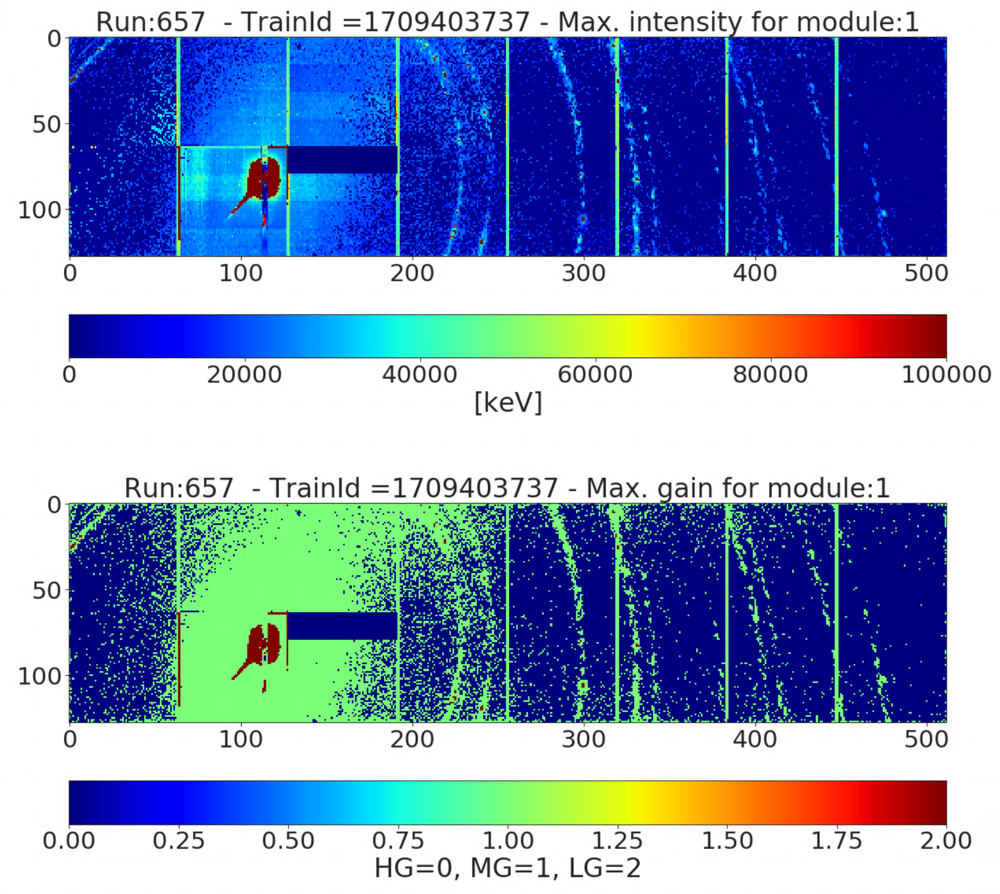 Run:657 - TrainId =1709403737 - Max. intensity for module:1
0
50
100
0 100 200 300 400 500
0 20000 40000 60000 80000 100000
[keV]
Run:657 - TrainId =1709403737 - Max. gain for module:1
0
50
100
0 100 200 300 400 500
0.00 0.25 0.50 0.75 1.00 1.25 1.50 1.75 2.00
HG=0, MG=1, LG=2